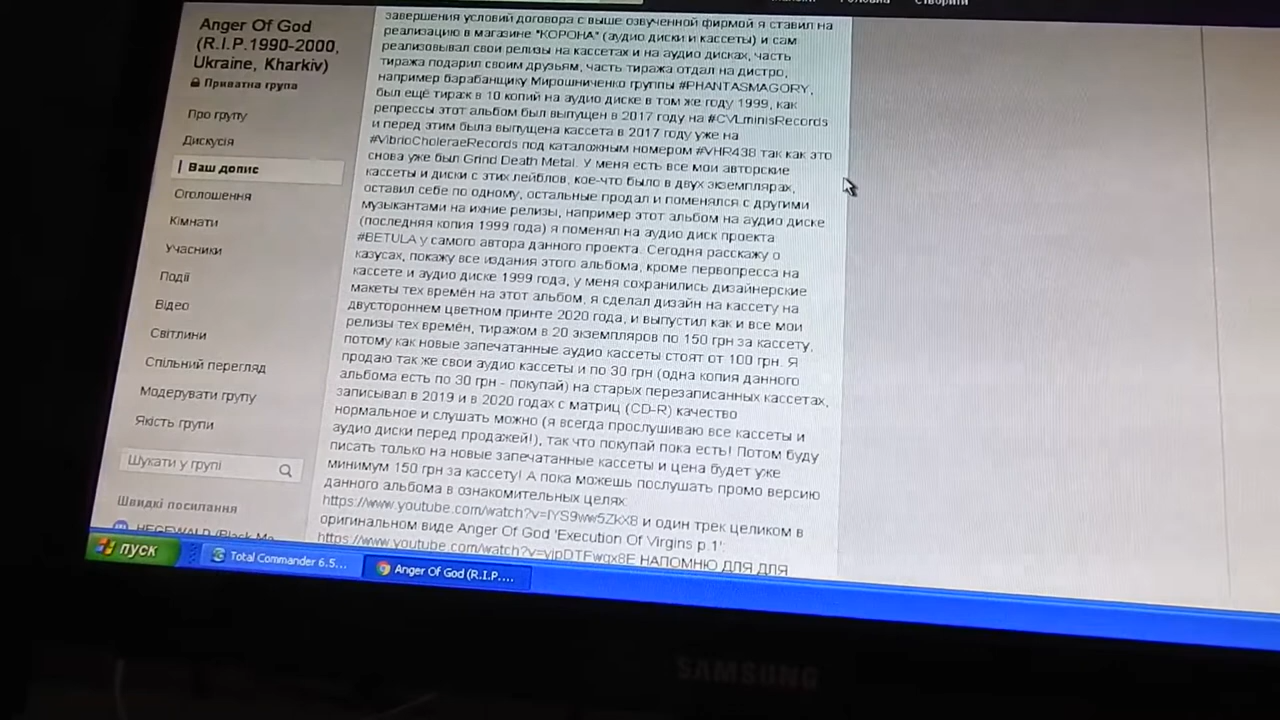 Anger Of God
(R.I.P.1990-2000,
Ukraine, Kharkiv)
Приватна група
Про групу
Дискусія
Ваш допис
Оголошення
Кімнати
Учасники
Події
Відео
Світлини
Спільний перегляд
Модерувати групу
Якість групи
Шукати у групі
Швидкі посилання
Головна
Створити
завершения условий договора с выше озвученной фирмой я ставил на
реализацию в магазине "КОРОНА" (аудио диски и кассеты) и сам
реализовывал свои релизы на кассетах и на аудио дисках, часть
тиража подарил своим друзьям, часть тиража отдал на дистро,
например барабанщику Мирошниченко группы #PHANTASMAGORY,
был ещё тираж в 10 копий на аудио диске в том же году 1999, как
репрессы этот альбом был выпущен в 2017 году на #CVLminisRecords
и перед этим была выпущена кассета в 2017 году уже на
#VibrioCholeraeRecords под каталожным номером #VHR438 так как это
снова уже был Grind Death Metal. У меня есть все мои авторские
кассеты и диски с этих лейблов, кое-что было в двух экземплярах,
оставил себе по одному, остальные продал и поменялся с другими
музыкантами на ихние релизы, например этот альбом на аудио диске
(последняя копия 1999 года) я поменял на аудио диск проекта
#BETULA у самого автора данного проекта. Сегодня расскажу о
казусах, покажу все издания этого альбома, кроме первопресса на
кассете и аудио диске 1999 года, у меня сохранились дизайнерские
макеты тех времён на этот альбом, я сделал дизайн на кассету на
двустороннем цветном принте 2020 года, и выпустил как и все мои
релизы тех времён, тиражом в 20 экземпляров по 150 грн за кассету,
потому как новые запечатанные аудио кассеты стоят от 100 грн. Я
продаю так же свои аудио кассеты и по 30 грн (одна копия данного
альбома есть по 30 грн - покупай) на старых перезаписанных кассетах,
записывал в 2019 и в 2020 годах с матриц (CD-R) качество
нормальное и слушать можно (я всегда прослушиваю все кассеты и
аудио диски перед продажей!), так что покупай пока есть! Потом буду
писать только на новые запечатанные кассеты и цена будет уже
минимум 150 грн за кассету! А пока можешь послушать промо версию
данного альбома в ознакомительных целях:
https://www.youtube.com/watch?v=IYS9ww5ZkX8 и один трек целиком в
оригинальном виде Anger Of God 'Execution Of Virgins p.1':
НАПОМНЮ ДЛЯ ДЛЯ
пуск
Total Commander 6.5...
Anger Of God (R.I.P....
SAMSUNG